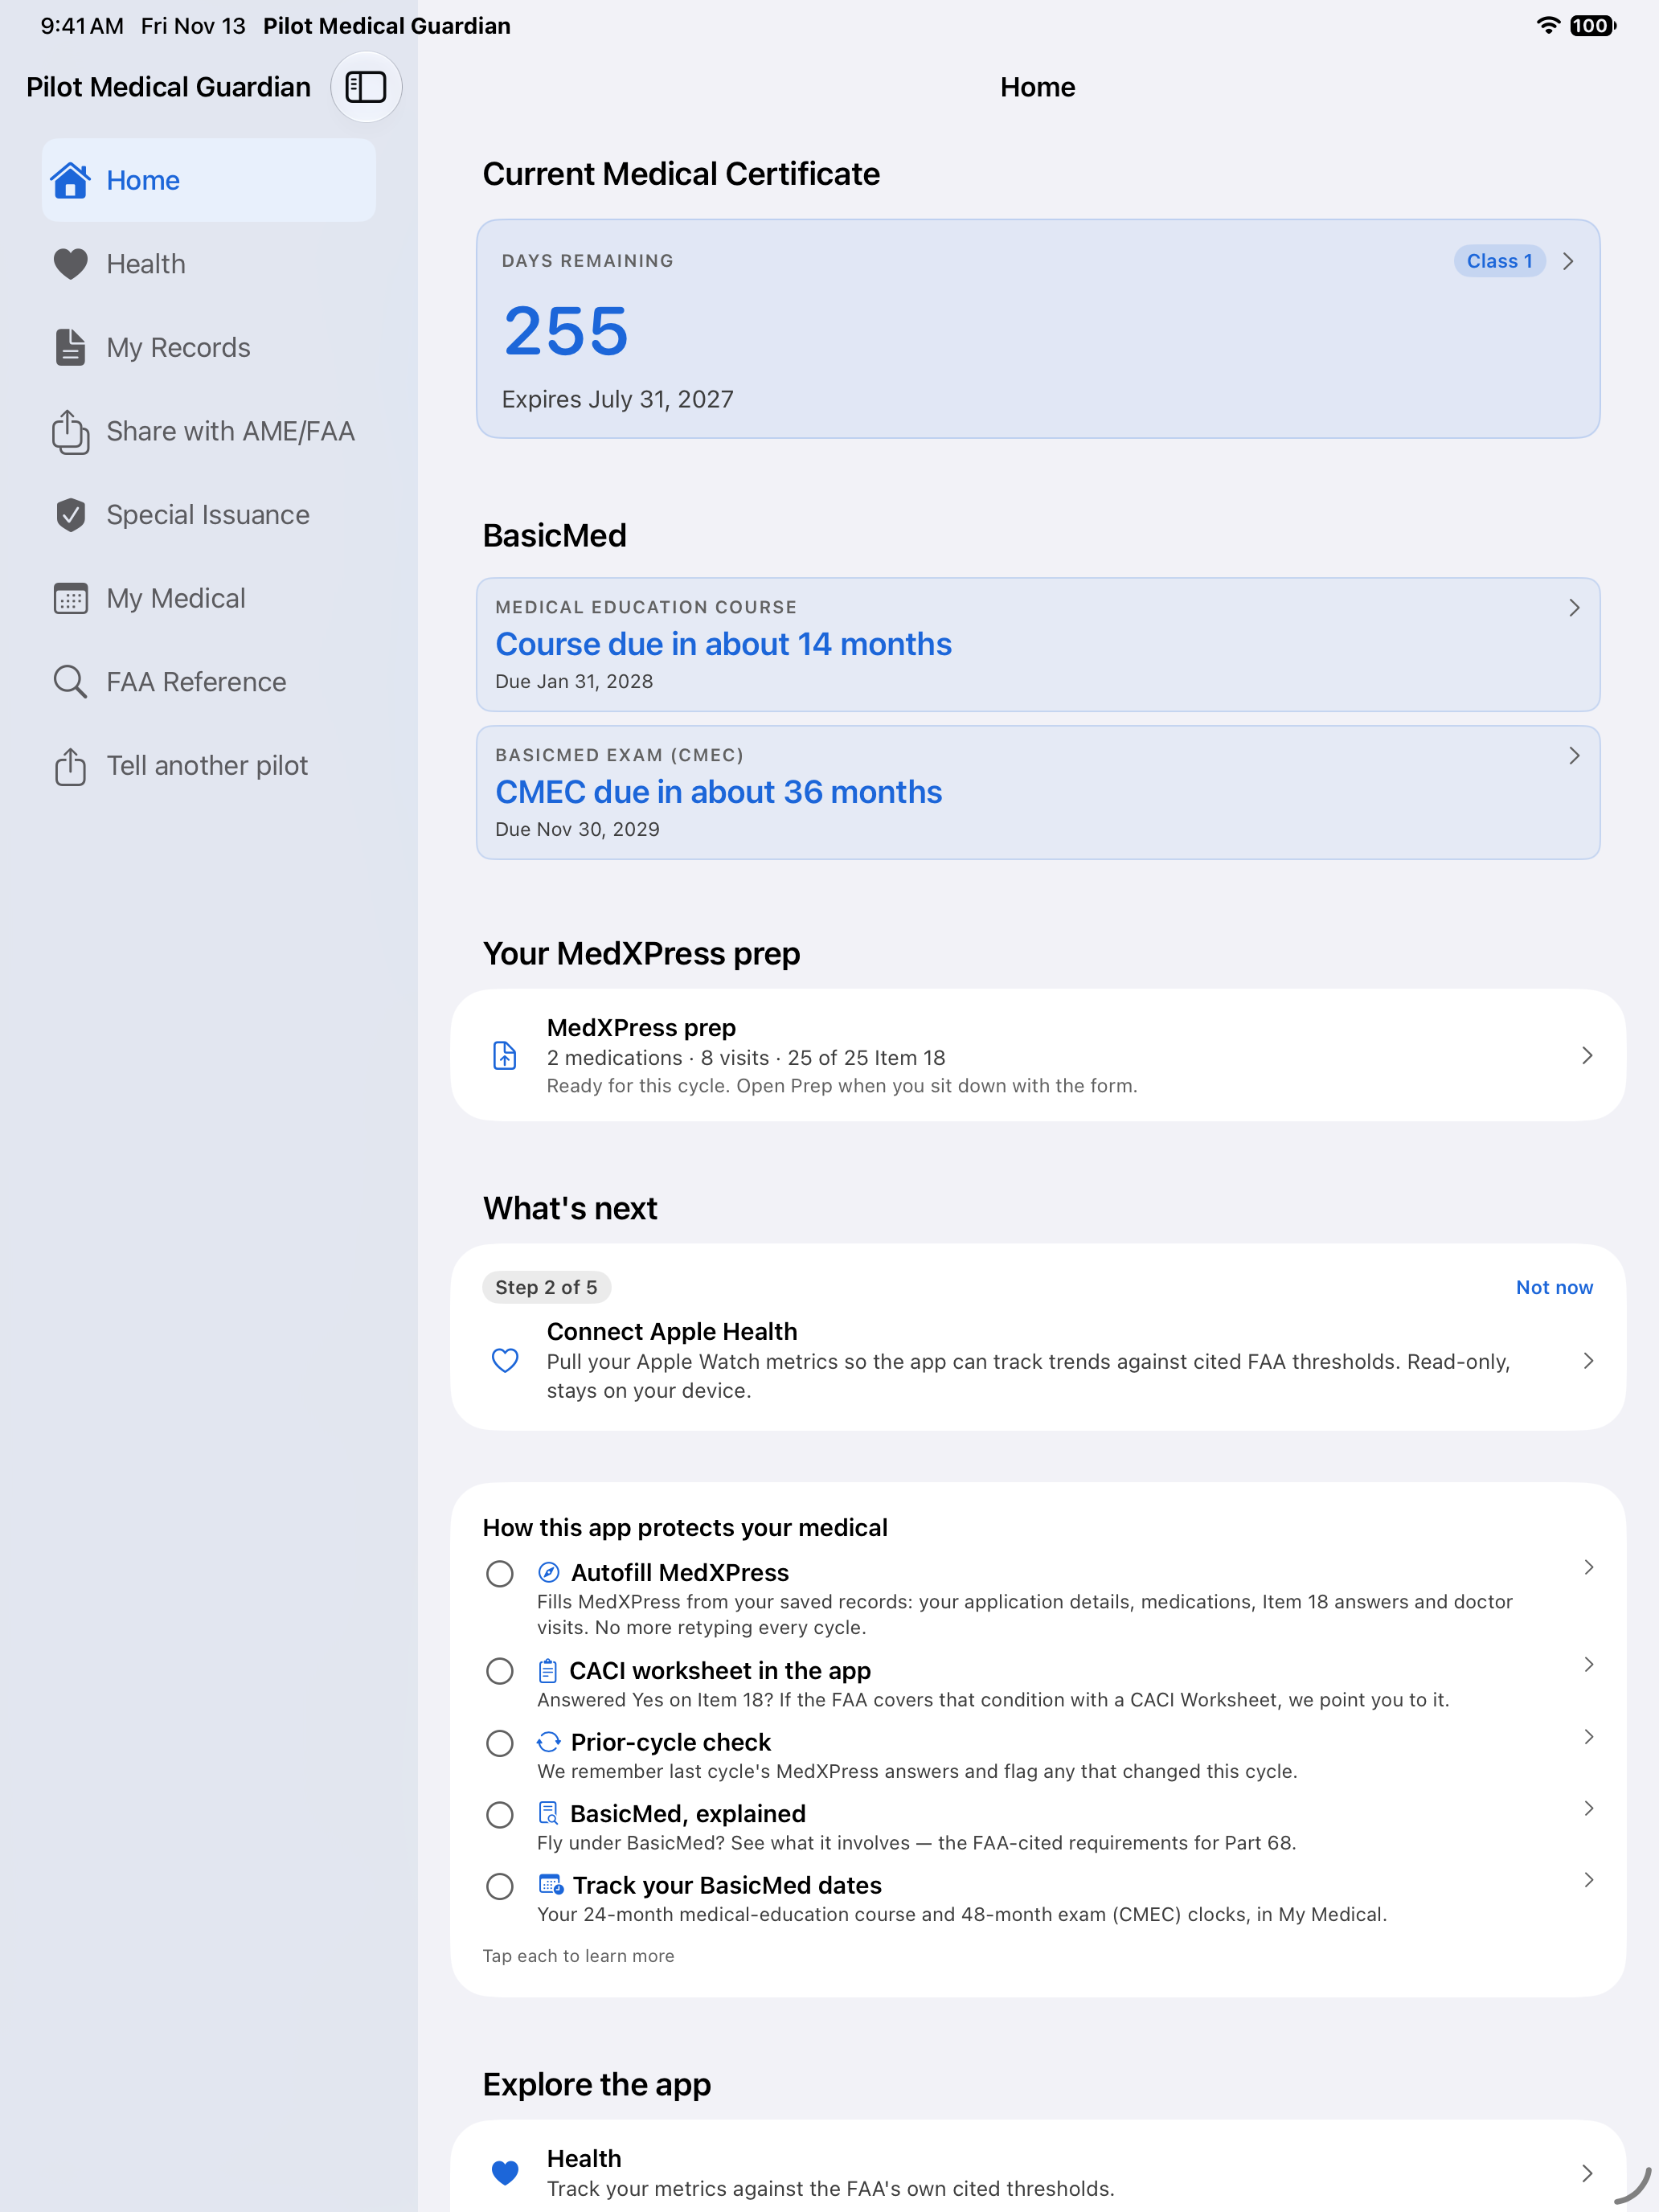 9:41 AM Fri Nov 13 Pilot Medical Guardian
100
Pilot Medical Guardian
Home
Health
My Records
Share with AME/FAA
Special Issuance
My Medical
FAA Reference
Tell another pilot
Home
Current Medical Certificate
DAYS REMAINING
Class 1
255
Expires July 31, 2027
BasicMed
MEDICAL EDUCATION COURSE
Course due in about 14 months
Due Jan 31, 2028
BASICMED EXAM (CMEC)
CMEC due in about 36 months
Due Nov 30, 2029
Your MedXPress prep
MedXPress prep
2 medications · 8 visits · 25 of 25 Item 18
Ready for this cycle. Open Prep when you sit down with the form.
What's next
Step 2 of 5
Not now
Connect Apple Health
Pull your Apple Watch metrics so the app can track trends against cited FAA thresholds. Read-only,
stays on your device.
How this app protects your medical
Autofill MedXPress
Fills MedXPress from your saved records: your application details, medications, Item 18 answers and doctor
visits. No more retyping every cycle.
CACI worksheet in the app
Answered Yes on Item 18? If the FAA covers that condition with a CACI Worksheet, we point you to it.
Prior-cycle check
We remember last cycle's MedXPress answers and flag any that changed this cycle.
BasicMed, explained
Fly under BasicMed? See what it involves — the FAA-cited requirements for Part 68.
Track your BasicMed dates
Your 24-month medical-education course and 48-month exam (CMEC) clocks, in My Medical.
Tap each to learn more
Explore the app
Health
Track your metrics against the FAA's own cited thresholds.